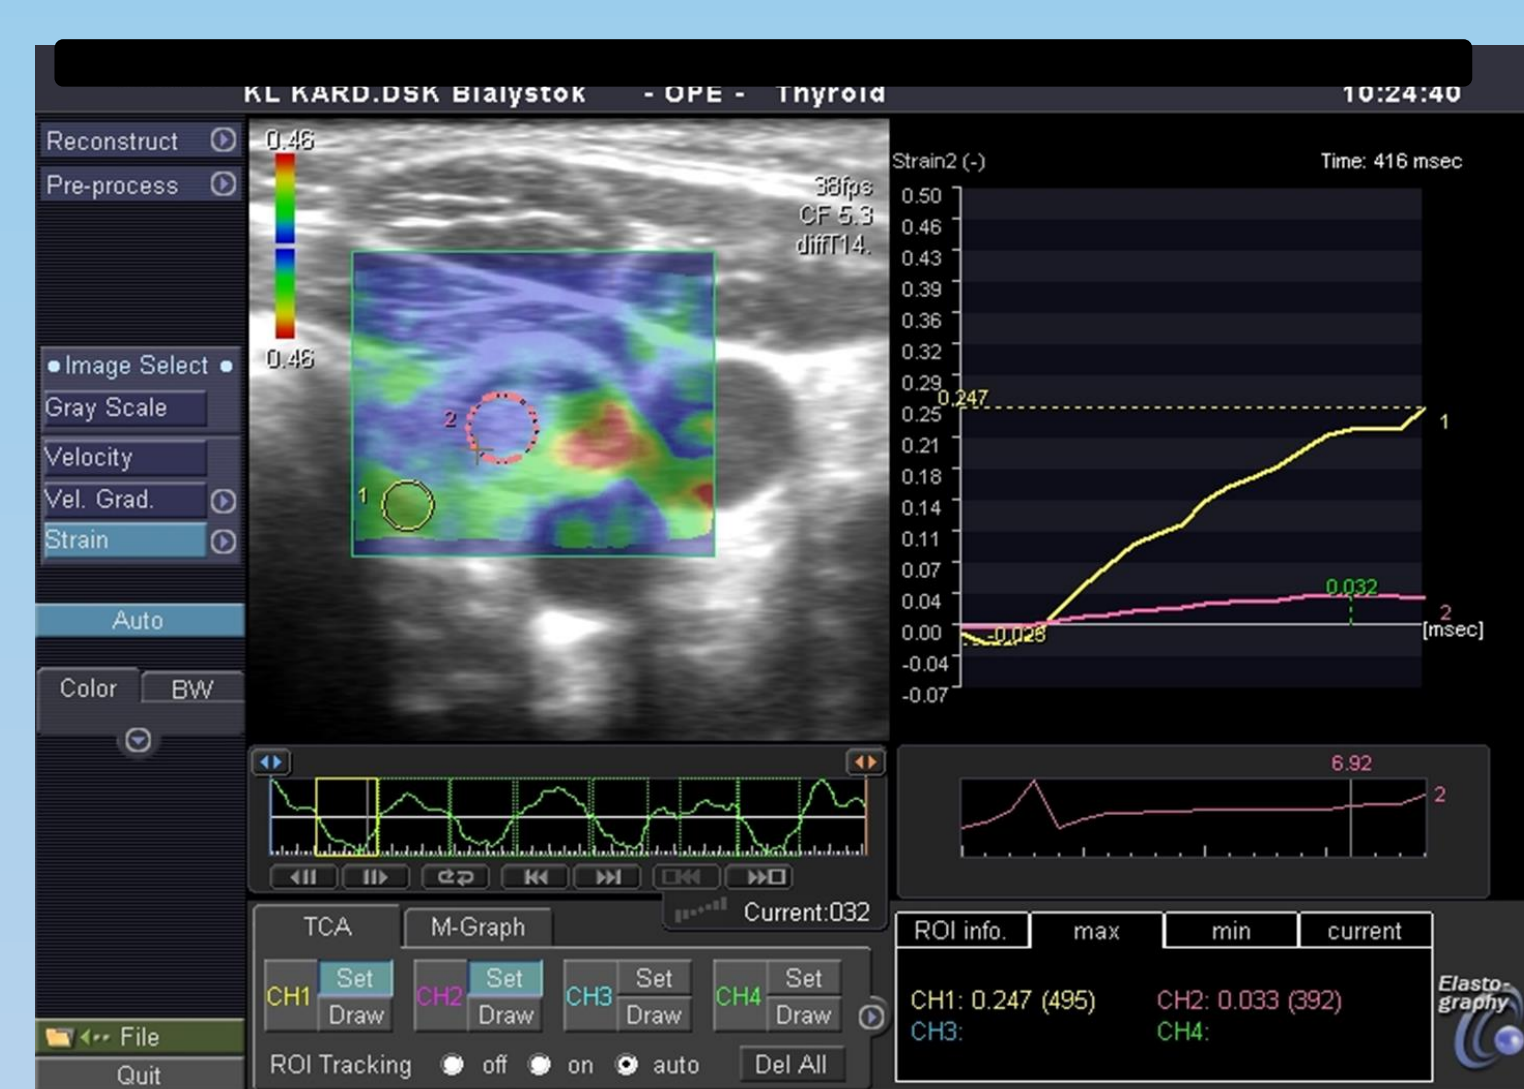 KL KARD.DSK Bialystok - OPE - Thyroid 10:24:40
Reconstruct
Pre-process
Image Select
Gray Scale
Velocity
Vel. Grad.
Strain
Auto
Color BW
File
Quit
0.46
0.46
38fps
CF 5.3
diffT14.
2
1
Strain2 (-) Time: 416 msec
0.50
0.46
0.43
0.39
0.36
0.32
0.29
0.247
0.25
0.21
0.18
0.14
0.11
0.07
0.04
0.00
-0.04
-0.07
1
0.032
-0.026
2
[msec]
6.92
2
Current:032
TCA M-Graph
CH1 Set Draw
CH2 Set Draw
CH3 Set Draw
CH4 Set Draw
ROI Tracking off on auto Del All
ROI info. max min current
CH1: 0.247 (495) CH2: 0.033 (392)
CH3: CH4:
Elasto-
graphy